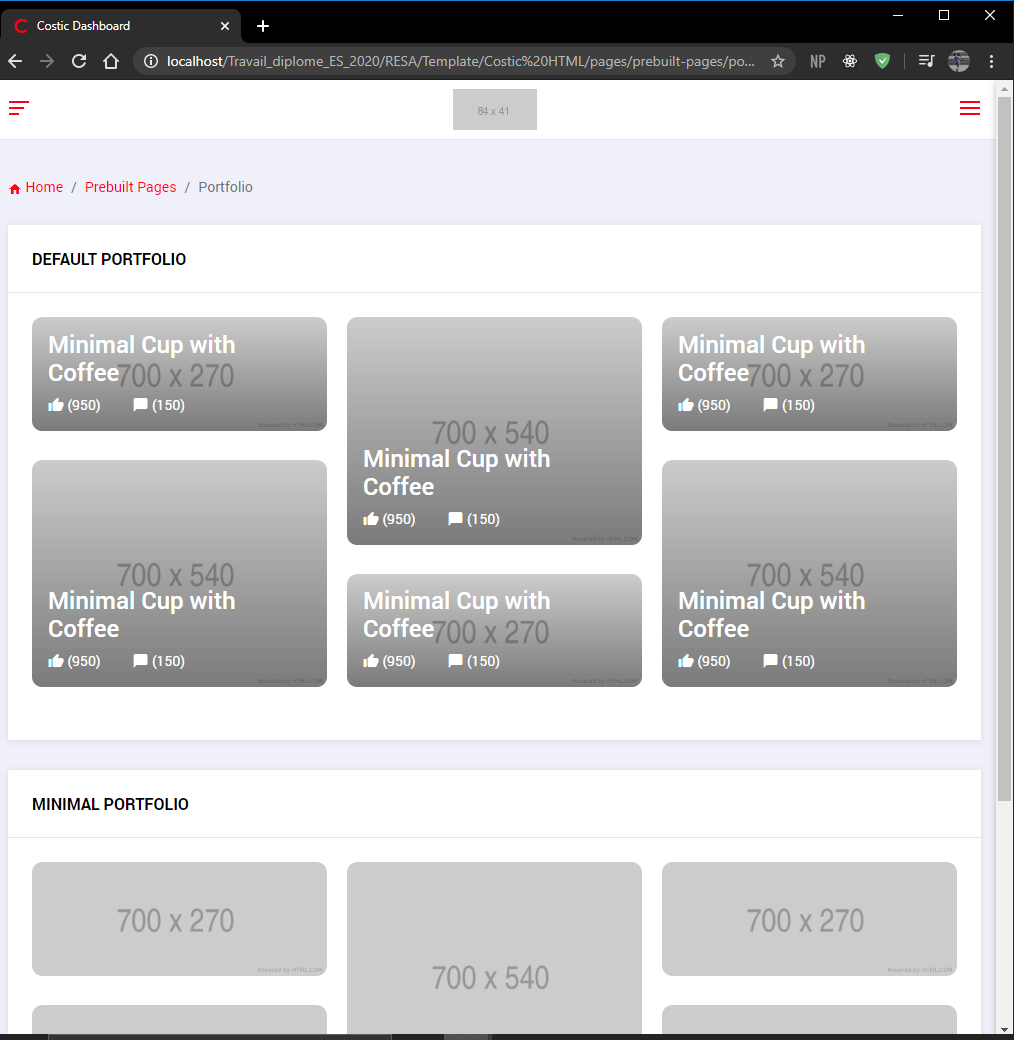 Costic Dashboard
localhost/Travail_diplome_ES_2020/RESA/Template/Costic%20HTML/pages/prebuilt-pages/po...
NP
84 x 41
Home / Prebuilt Pages / Portfolio
DEFAULT PORTFOLIO
Minimal Cup with
Coffee
700 x 270
(950) (150)
Powered by HTML.COM
700 x 540
Minimal Cup with
Coffee
(950) (150)
Powered by HTML.COM
Minimal Cup with
Coffee
700 x 270
(950) (150)
Powered by HTML.COM
700 x 540
Minimal Cup with
Coffee
(950) (150)
Powered by HTML.COM
Minimal Cup with
Coffee
700 x 270
(950) (150)
Powered by HTML.COM
700 x 540
Minimal Cup with
Coffee
(950) (150)
Powered by HTML.COM
MINIMAL PORTFOLIO
700 x 270
Powered by HTML.COM
700 x 540
700 x 270
Powered by HTML.COM